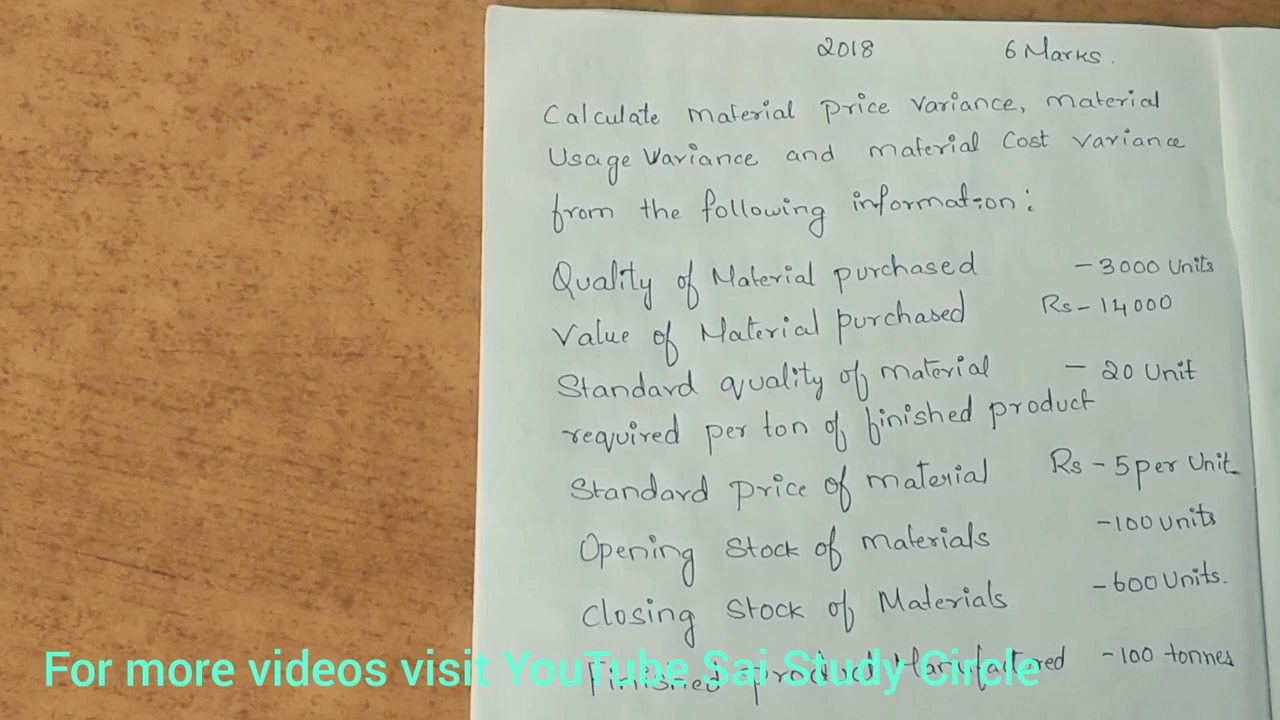 2018 6 Marks.
Calculate material price variance, material
Usage Variance and material Cost variance
from the following information:
Quality of Material purchased - 3000 Units
Value of Material purchased Rs - 14000
Standard quality of material - 20 Unit
required per ton of finished product
Standard price of material Rs - 5 per Unit
Opening Stock of materials - 100 units
Closing Stock of Materials - 600 Units.
Finished product Manufactured - 100 tonnes
For more videos visit YouTube Sai Study Circle